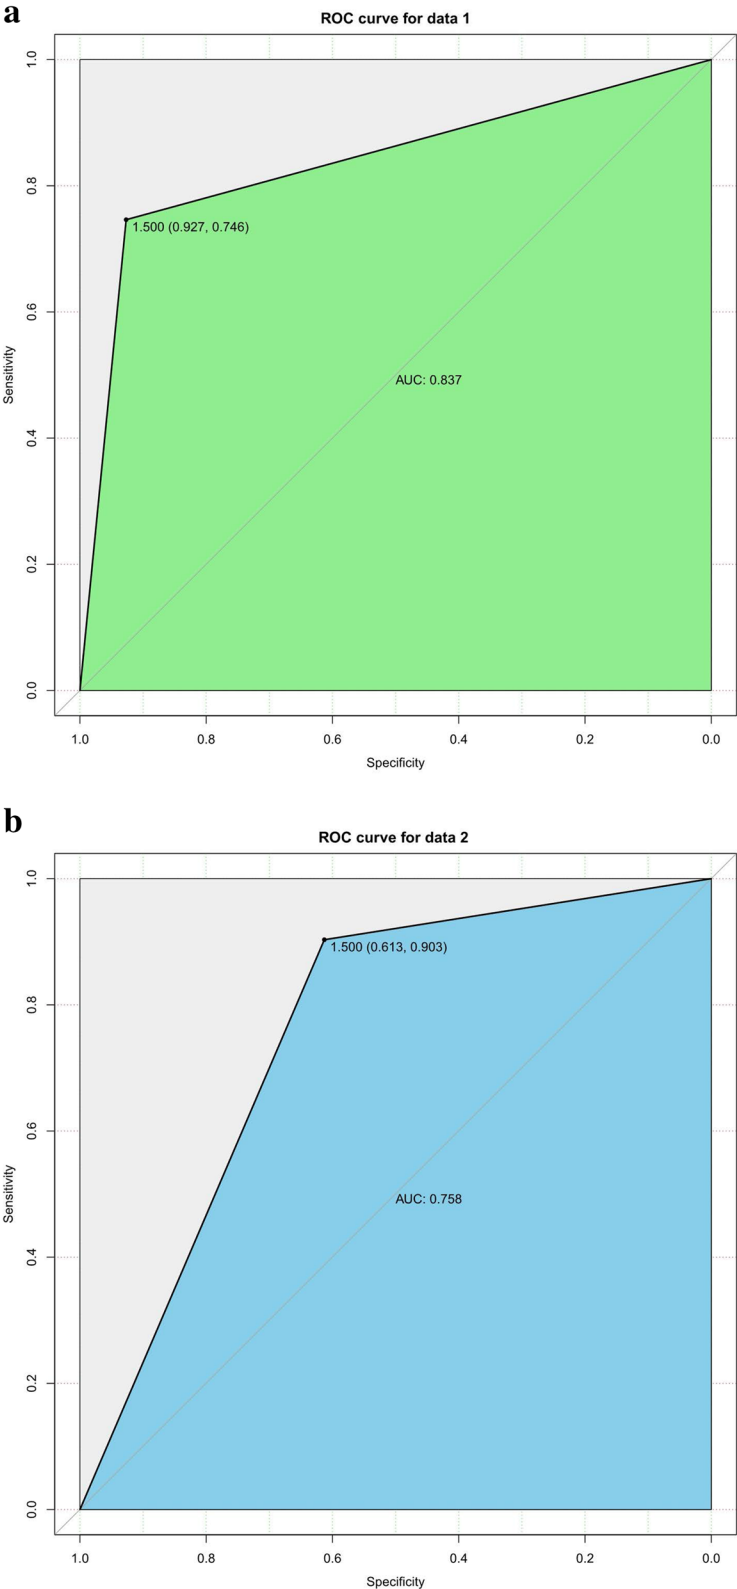 a
ROC curve for data 1
1.0
0.8
0.6
0.4
0.2
0.0
Sensitivity
1.500 (0.927, 0.746)
AUC: 0.837
1.0 0.8 0.6 0.4 0.2 0.0
Specificity
b
ROC curve for data 2
1.0
0.8
0.6
0.4
0.2
0.0
Sensitivity
1.500 (0.613, 0.903)
AUC: 0.758
1.0 0.8 0.6 0.4 0.2 0.0
Specificity